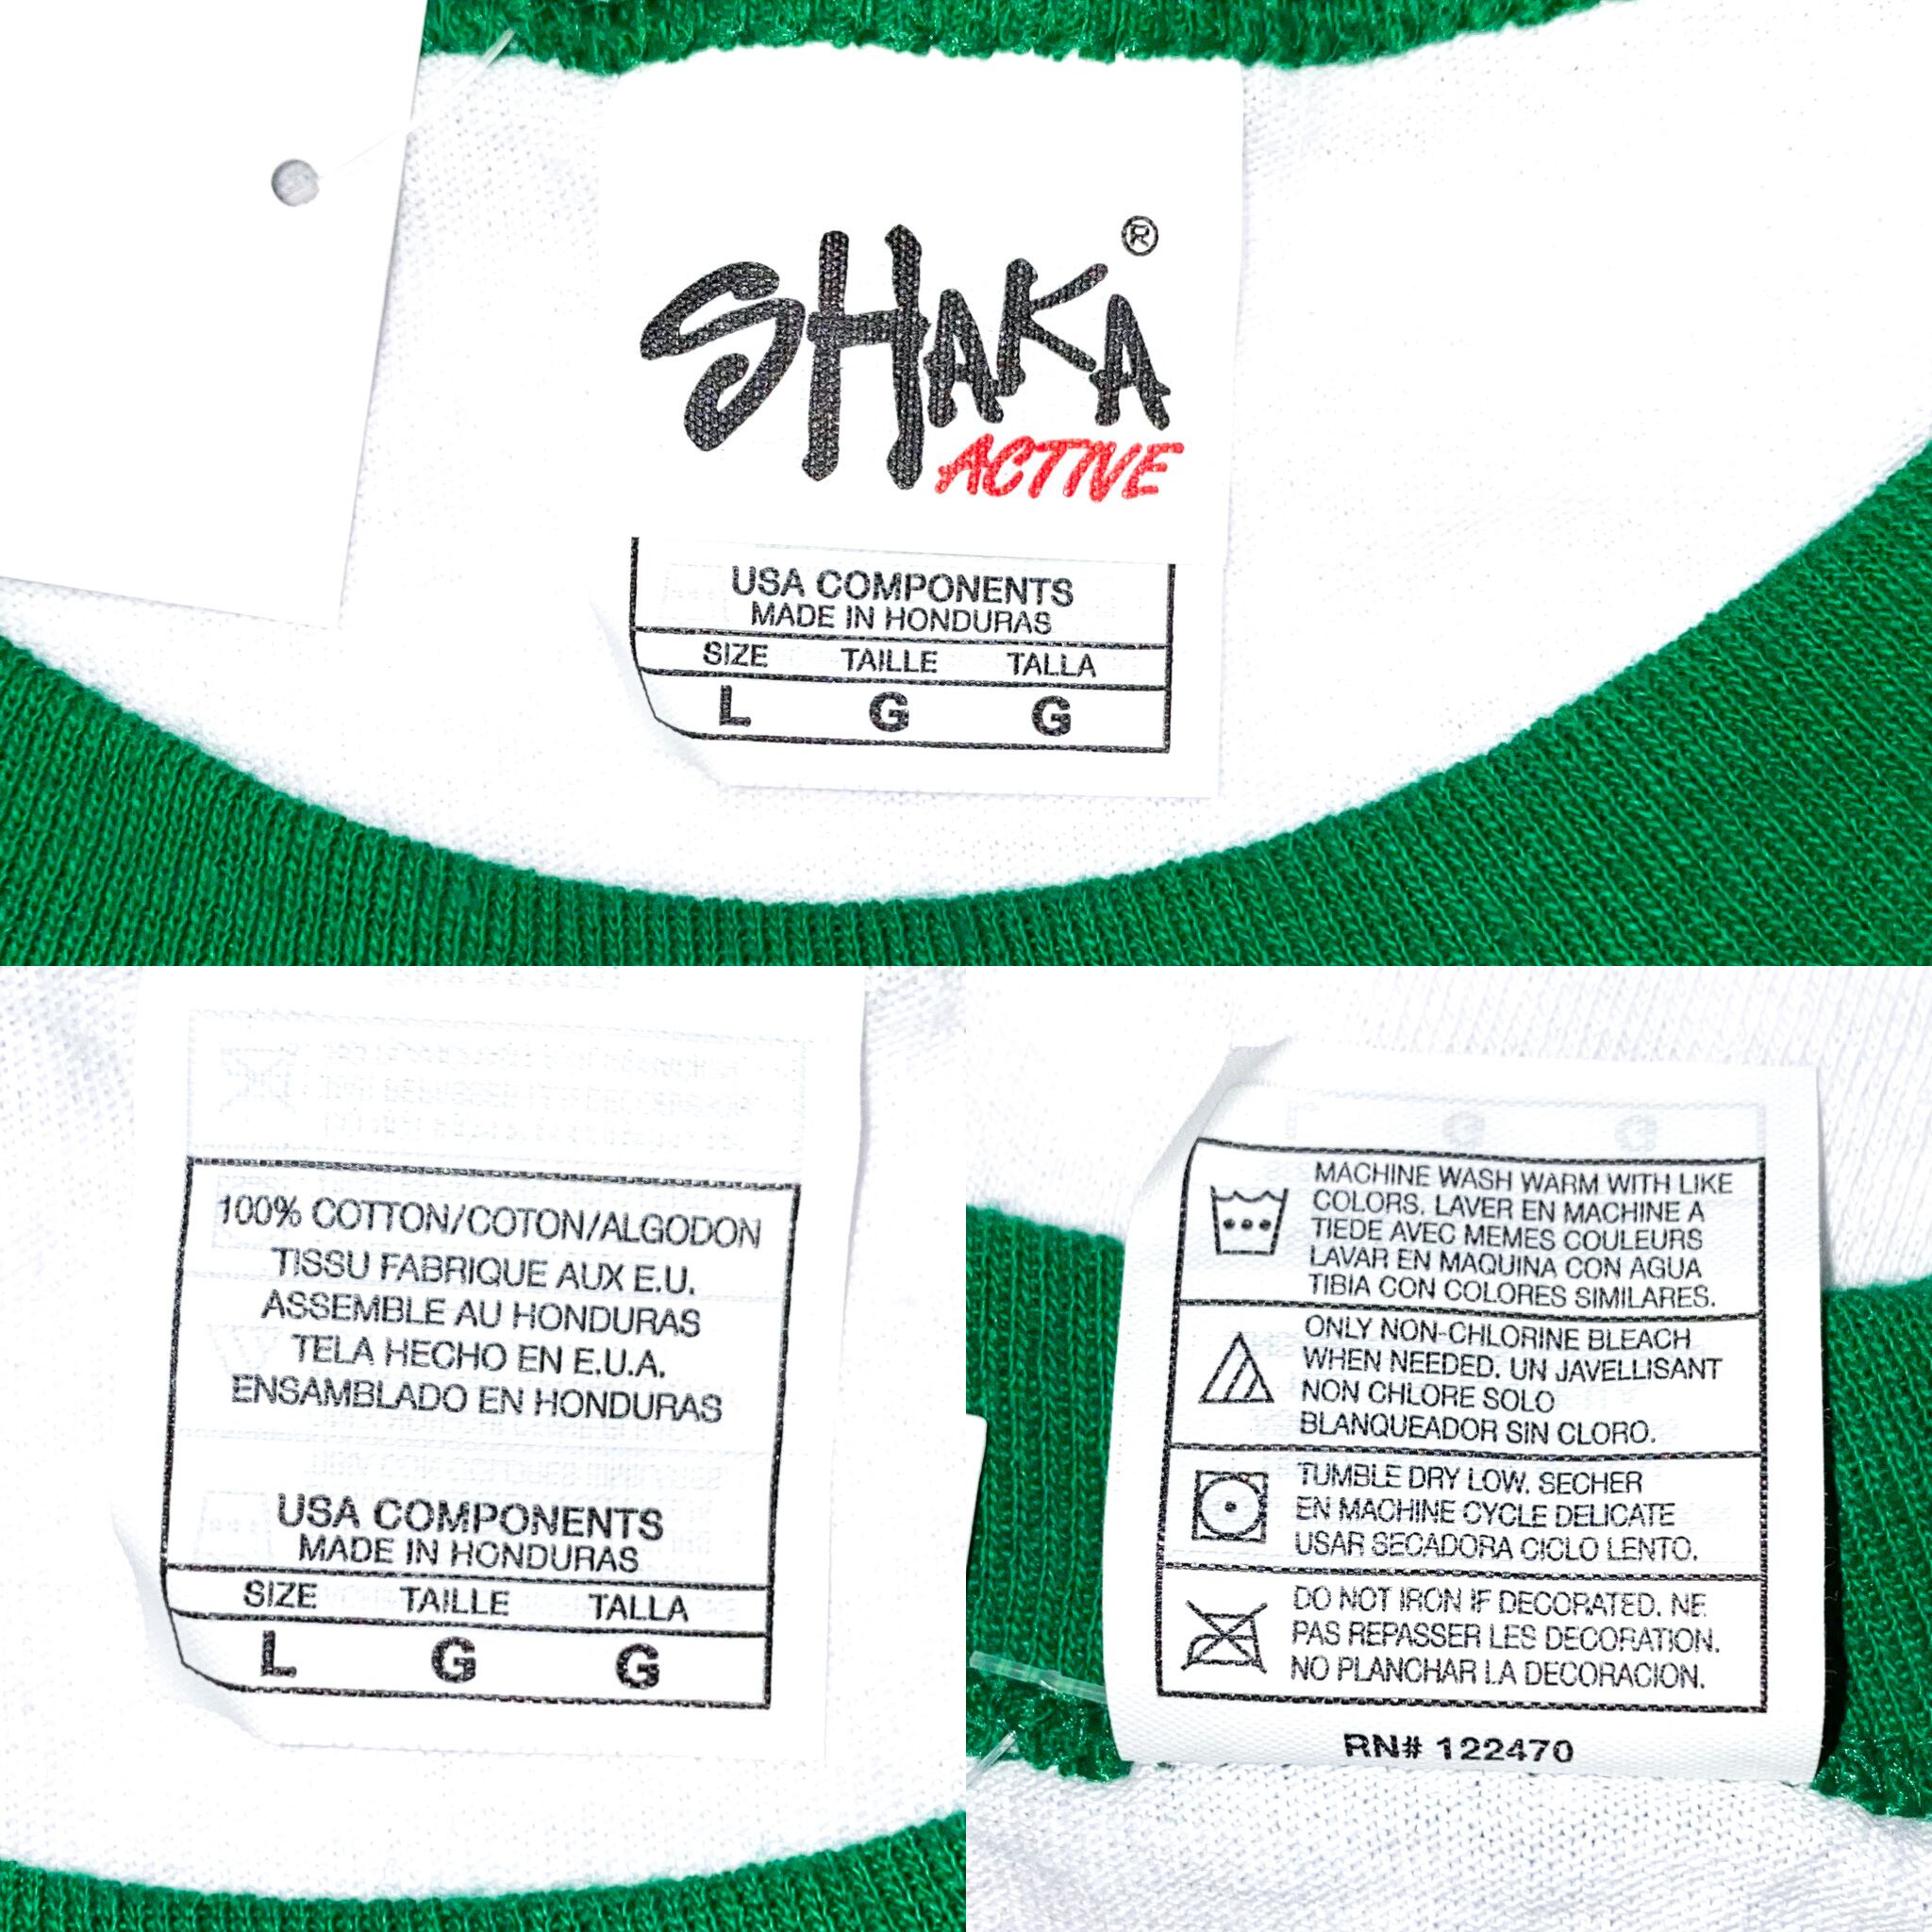 SHAKA®
ACTIVE
USA COMPONENTS
MADE IN HONDURAS
SIZE TAILLE TALLA
L G G
100% COTTON/COTON/ALGODON
TISSU FABRIQUE AUX E.U.
ASSEMBLE AU HONDURAS
TELA HECHO EN E.U.A.
ENSAMBLADO EN HONDURAS
USA COMPONENTS
MADE IN HONDURAS
SIZE TAILLE TALLA
L G G
MACHINE WASH WARM WITH LIKE
COLORS. LAVER EN MACHINE A
TIEDE AVEC MEMES COULEURS
LAVAR EN MAQUINA CON AGUA
TIBIA CON COLORES SIMILARES.
ONLY NON-CHLORINE BLEACH
WHEN NEEDED. UN JAVELLISANT
NON CHLORE SOLO
BLANQUEADOR SIN CLORO.
TUMBLE DRY LOW. SECHER
EN MACHINE CYCLE DELICATE
USAR SECADORA CICLO LENTO.
DO NOT IRON IF DECORATED. NE
PAS REPASSER LES DECORATION.
NO PLANCHAR LA DECORACION.
RN# 122470